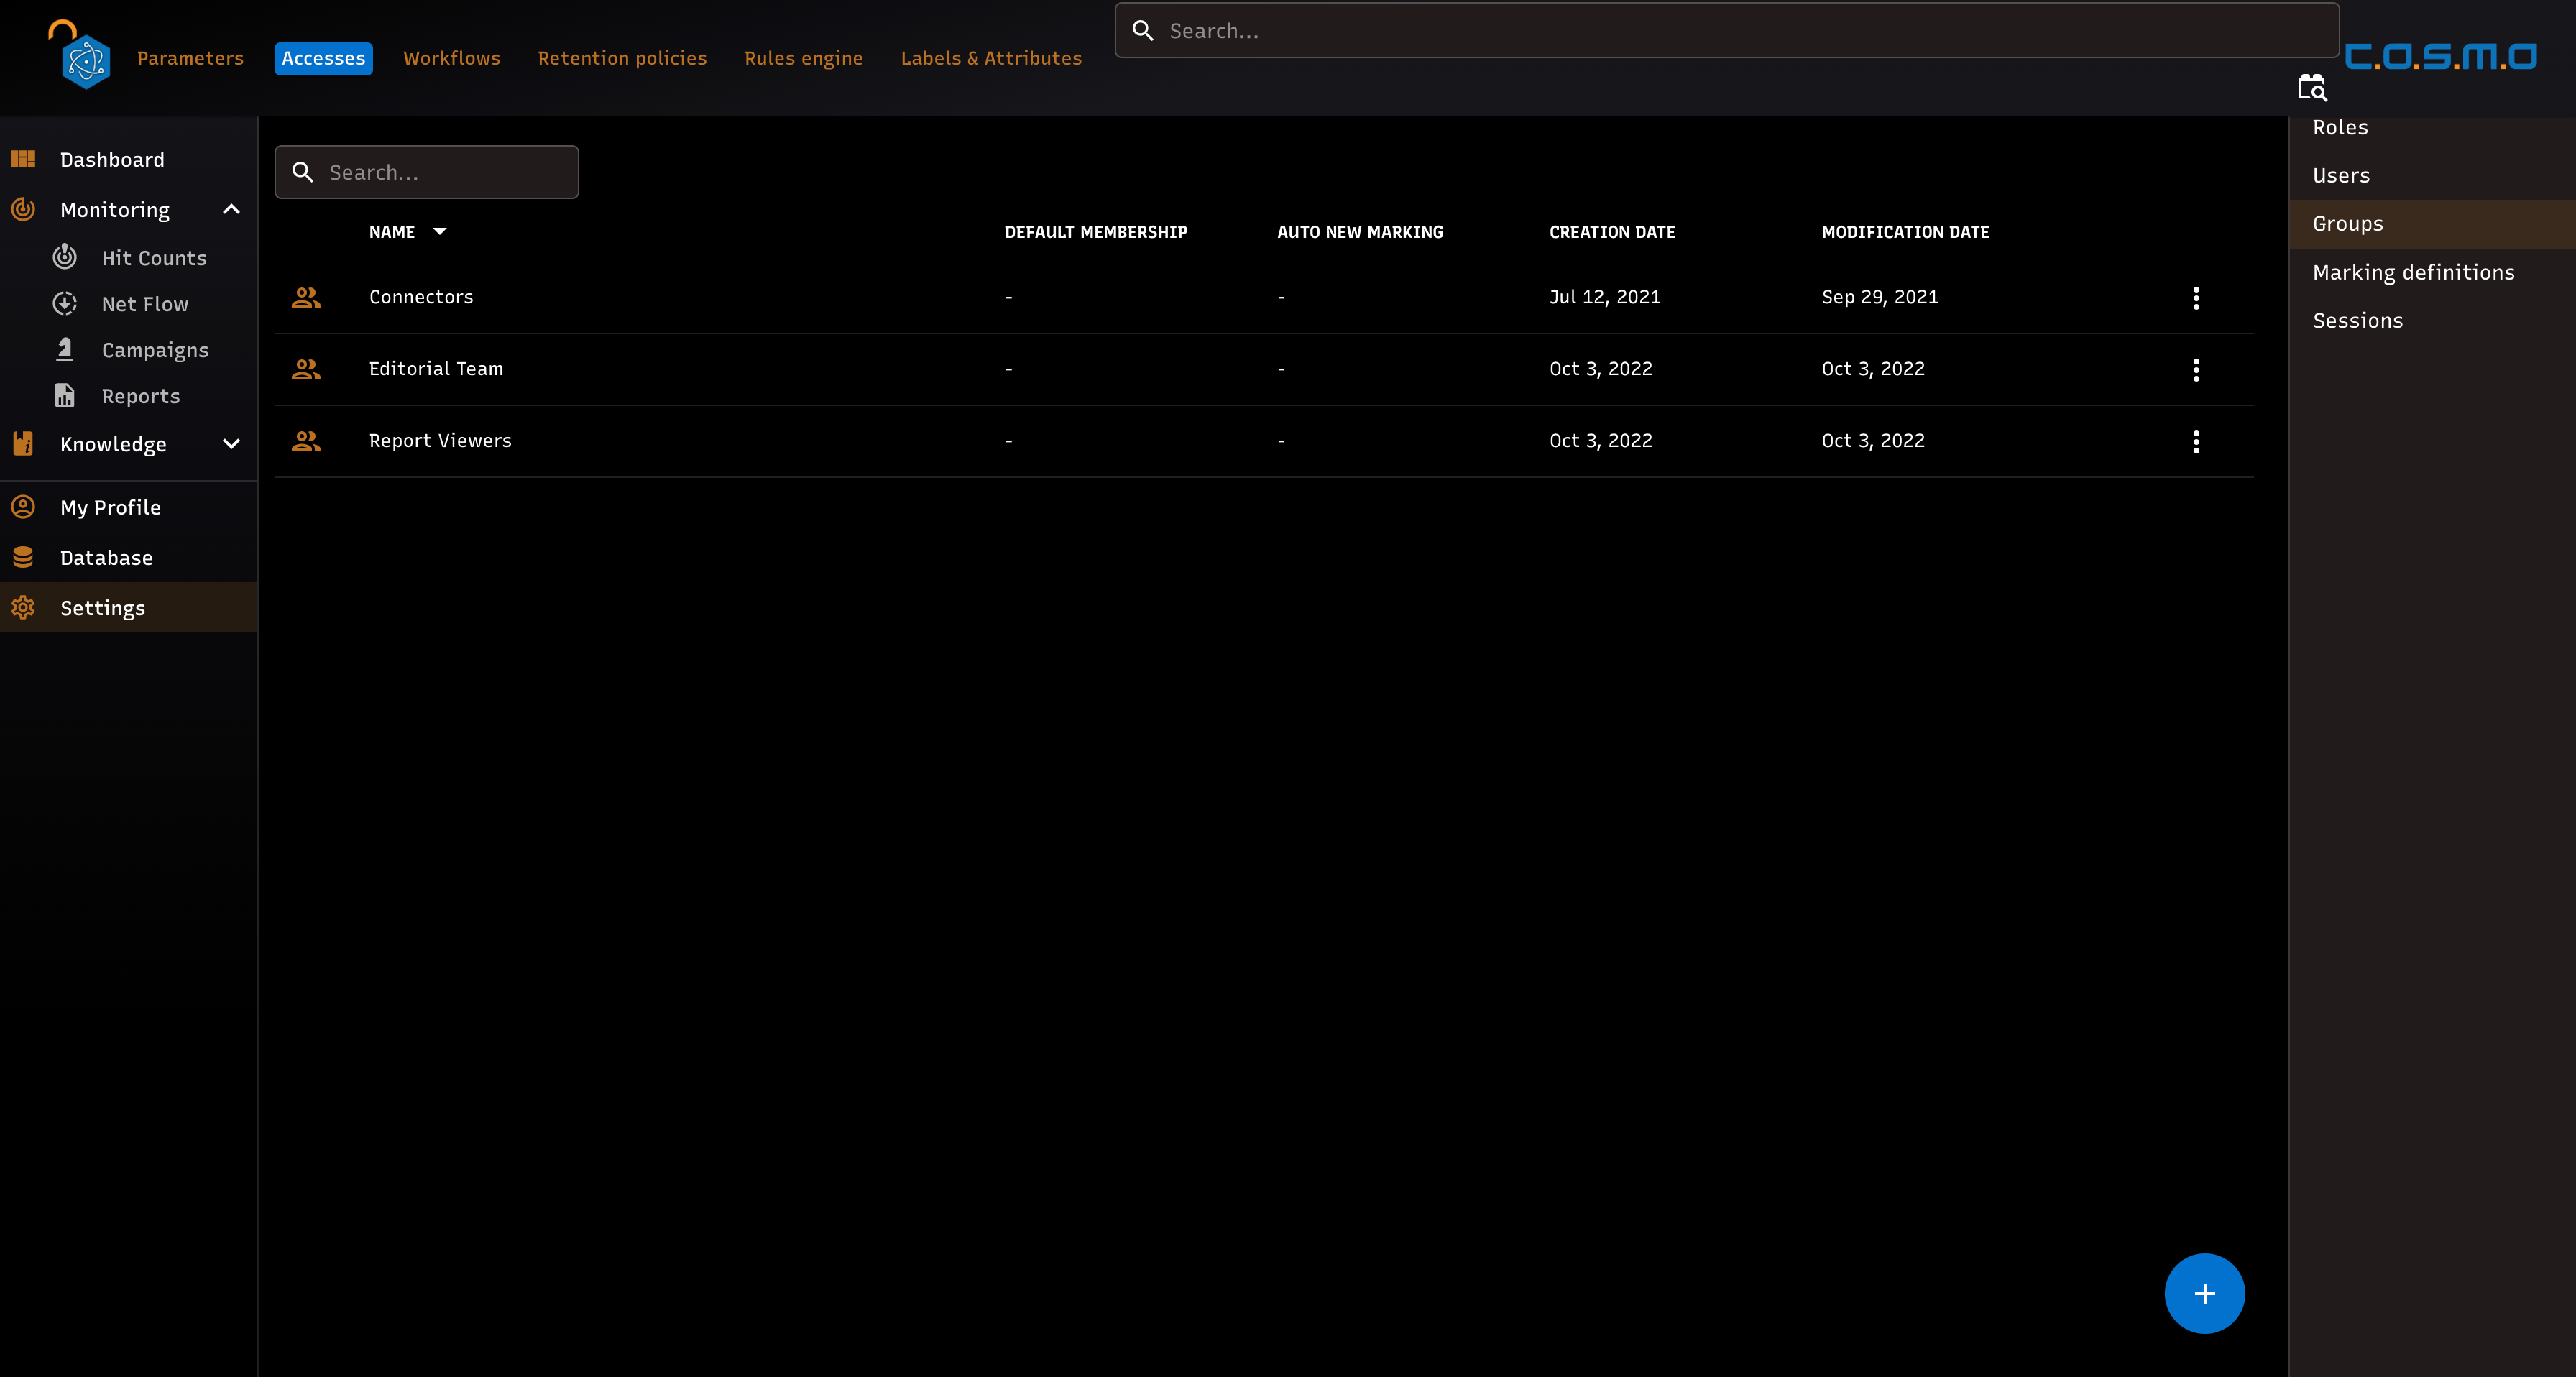 Parameters
Accesses
Workflows
Retention policies
Rules engine
Labels & Attributes
Search...
c.o.s.m.o
Dashboard
Monitoring
Hit Counts
Net Flow
Campaigns
Reports
Knowledge
My Profile
Database
Settings
Search...
NAME DEFAULT MEMBERSHIP AUTO NEW MARKING CREATION DATE MODIFICATION DATE
Connectors - - Jul 12, 2021 Sep 29, 2021
Editorial Team - - Oct 3, 2022 Oct 3, 2022
Report Viewers - - Oct 3, 2022 Oct 3, 2022
Roles
Users
Groups
Marking definitions
Sessions